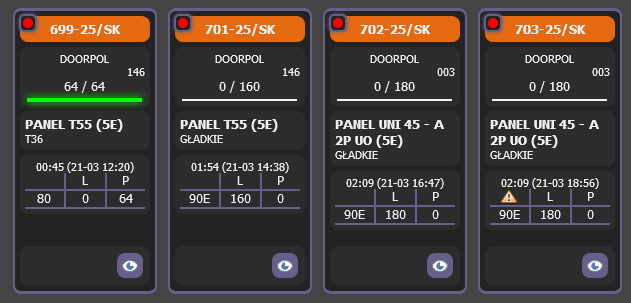 699-25/SK
DOORPOL
146
64 / 64
PANEL T55 (5E)
T36
00:45 (21-03 12:20)
L P
80 0 64
701-25/SK
DOORPOL
146
0 / 160
PANEL T55 (5E)
GŁADKIE
01:54 (21-03 14:38)
L P
90E 160 0
702-25/SK
DOORPOL
003
0 / 180
PANEL UNI 45 - A
2P UO (5E)
GŁADKIE
02:09 (21-03 16:47)
L P
90E 180 0
703-25/SK
DOORPOL
003
0 / 180
PANEL UNI 45 - A
2P UO (5E)
GŁADKIE
02:09 (21-03 18:56)
L P
90E 180 0